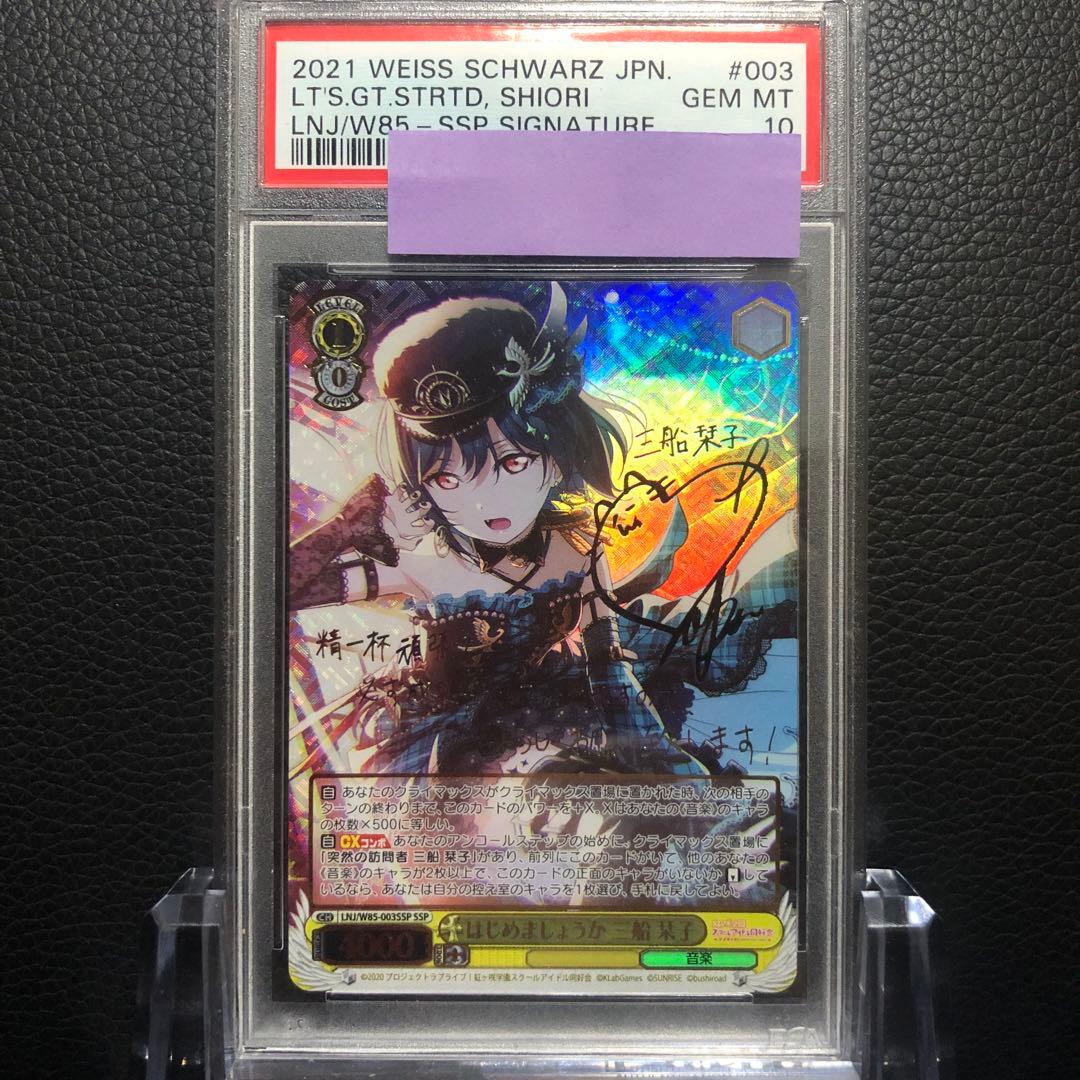 2021 WEISS SCHWARZ JPN. #003
LT'S.GT.STRTD, SHIORI GEM MT
LNJ/W85-SSP SIGNATURE 10
LEVEL
1
0
COST
三船栞子
精一杯頑
します!
自 あなたのクライマックスがクライマックス置場に置かれた時、次の相手の
ターンの終わりまで、このカードのパワーを+X。Xはあなたの《音楽》のキャラ
の枚数×500に等しい。
自 CXコンボ あなたのアンコールステップの始めに、クライマックス置場に
「突然の訪問者 三船 栞子」があり、前列にこのカードがいて、他のあなたの
《音楽》のキャラが2枚以上で、このカードの正面のキャラがいないか しして
いるなら、あなたは自分の控え室のキャラを1枚選び、手札に戻してよい。
CH LNJ/W85-003SSP SSP
4000 はじめましょうか 三船 栞子
音楽
©2020 プロジェクトラブライブ!虹ヶ咲学園スクールアイドル同好会 ©KLabGames ©SUNRISE ©bushiroad